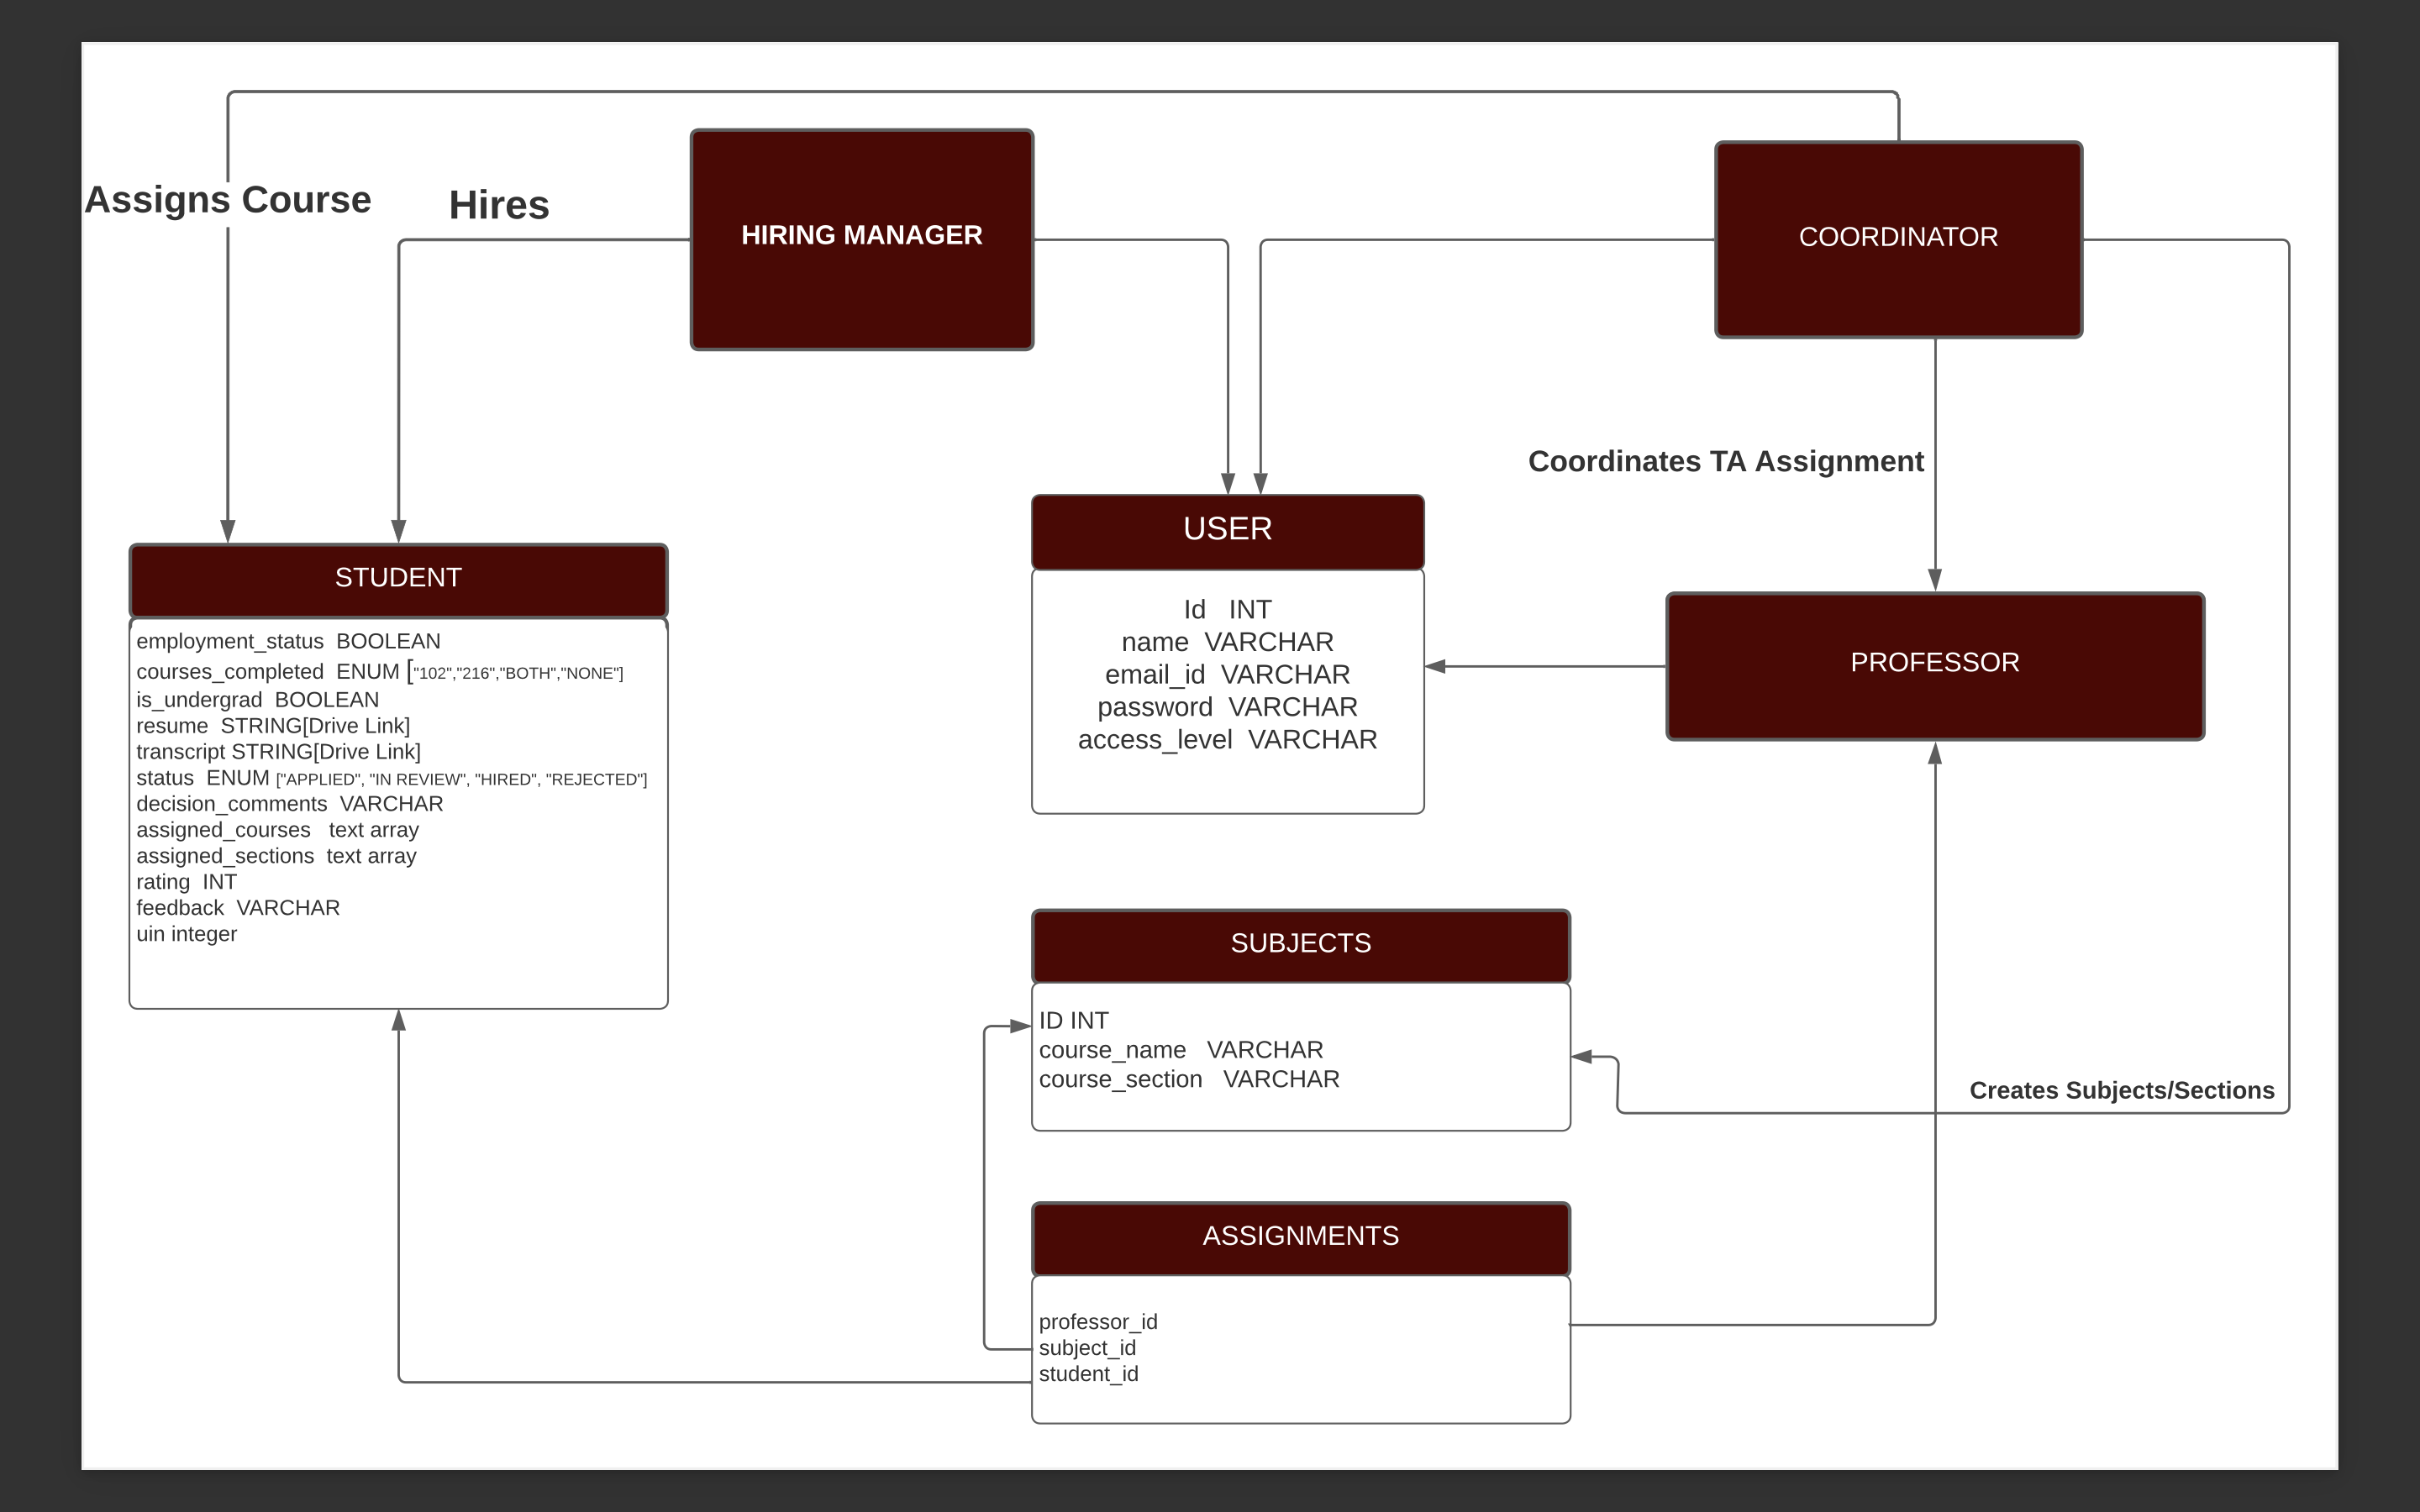 Assigns Course
Hires
HIRING MANAGER
COORDINATOR
Coordinates TA Assignment
STUDENT
employment_status  BOOLEAN
courses_completed  ENUM ["102","216","BOTH","NONE"]
is_undergrad  BOOLEAN
resume  STRING[Drive Link]
transcript STRING[Drive Link]
status  ENUM ["APPLIED", "IN REVIEW", "HIRED", "REJECTED"]
decision_comments  VARCHAR
assigned_courses   text array
assigned_sections  text array
rating  INT
feedback  VARCHAR
uin integer
USER
Id   INT
name  VARCHAR
email_id  VARCHAR
password  VARCHAR
access_level  VARCHAR
PROFESSOR
SUBJECTS
ID INT
course_name   VARCHAR
course_section   VARCHAR
Creates Subjects/Sections
ASSIGNMENTS
professor_id
subject_id
student_id